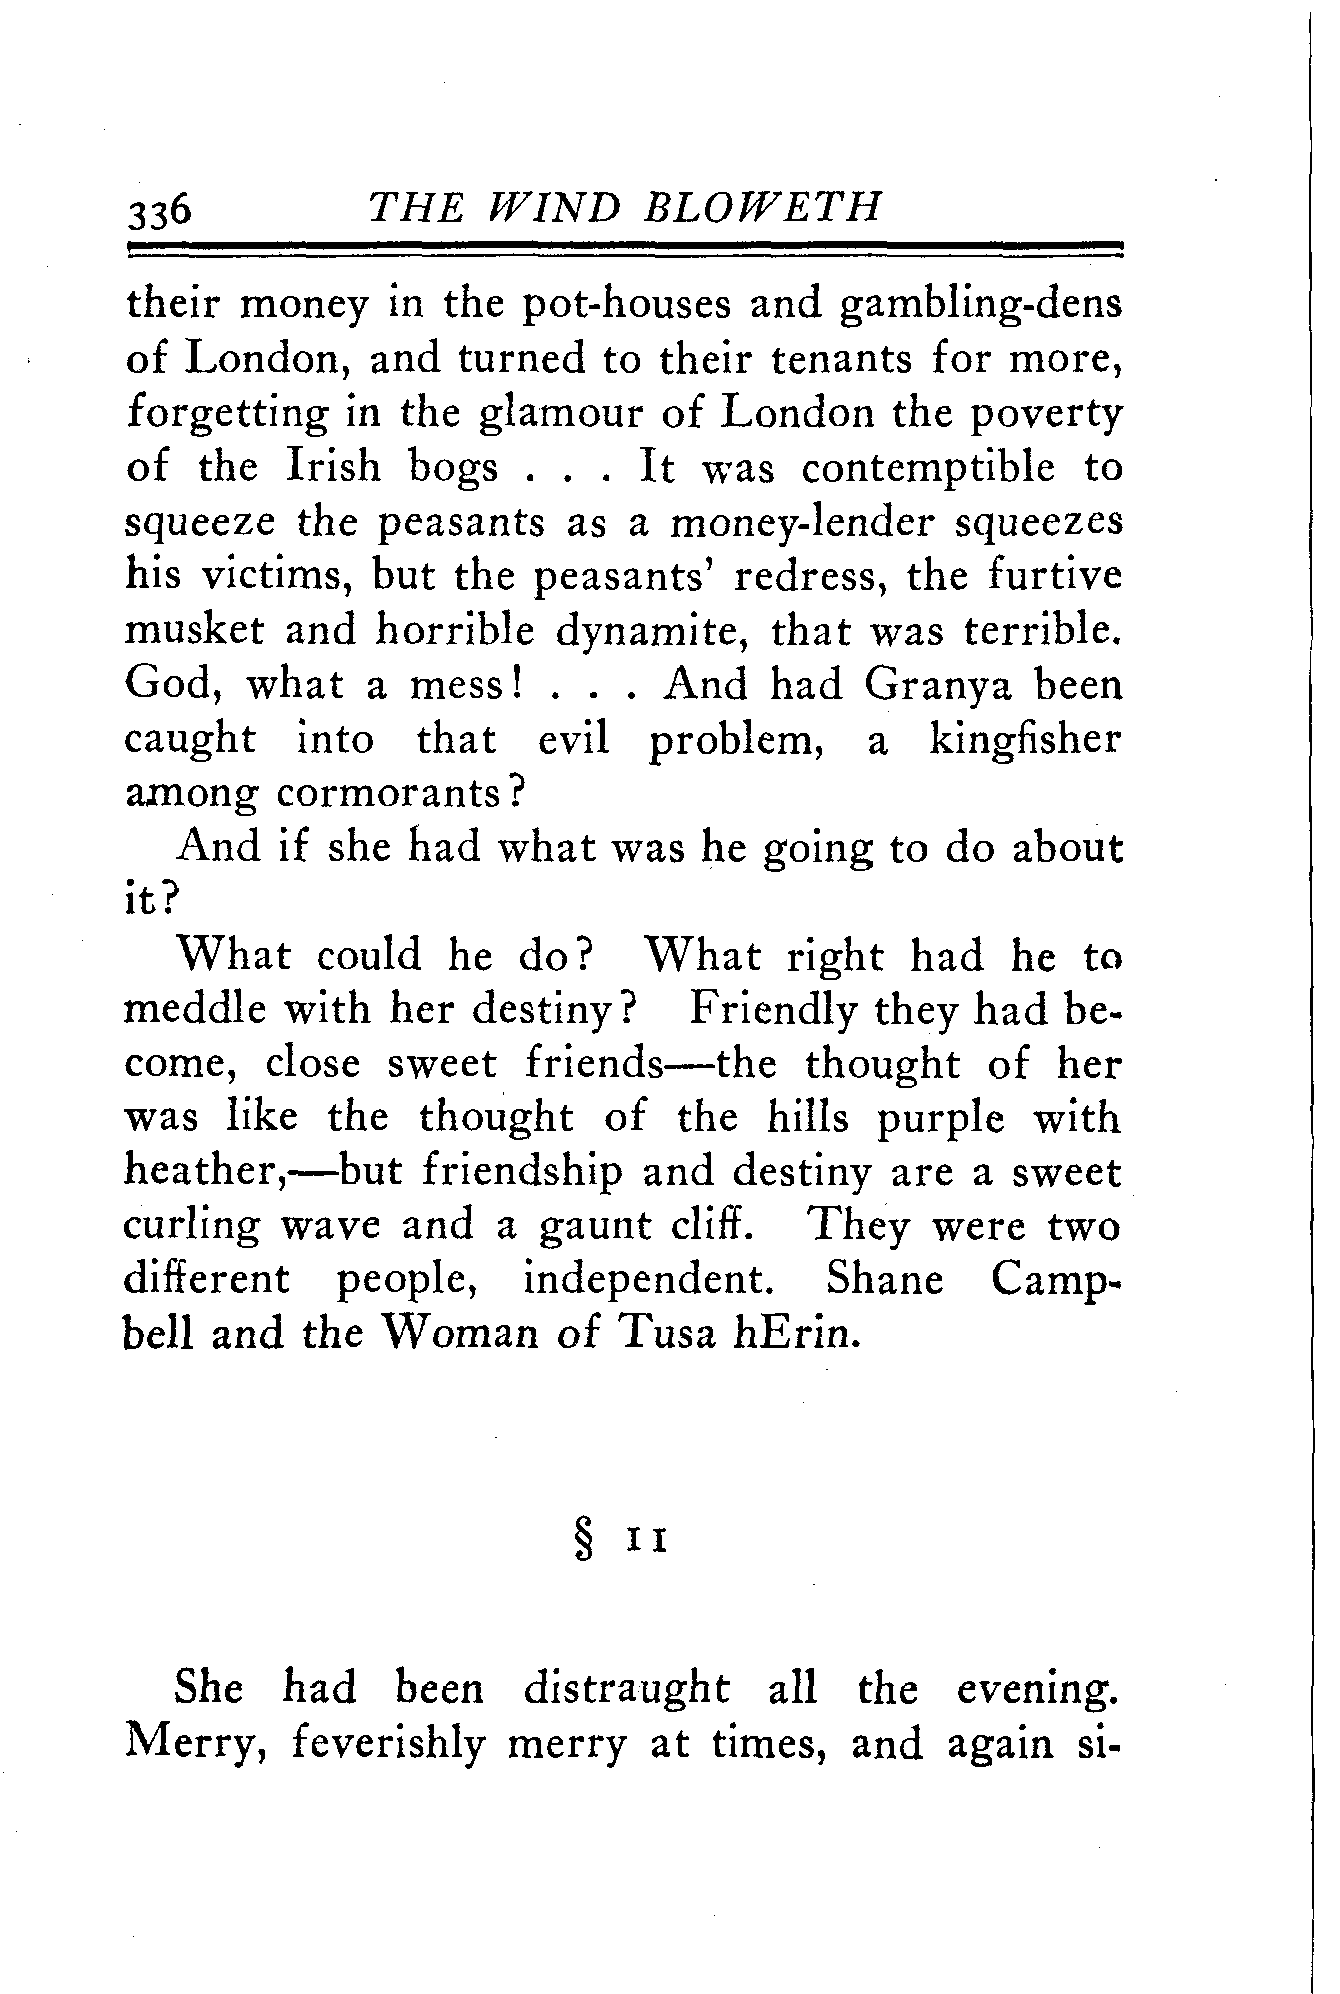 336 THE WIND BLOWETH
their money in the pot-houses and gambling-dens
of London, and turned to their tenants for more,
forgetting in the glamour of London the poverty
of the Irish bogs . . . It was contemptible to
squeeze the peasants as a money-lender squeezes
his victims, but the peasants' redress, the furtive
musket and horrible dynamite, that was terrible.
God, what a mess! . . . And had Granya been
caught into that evil problem, a kingfisher
among cormorants?
And if she had what was he going to do about
it?
What could he do? What right had he to
meddle with her destiny? Friendly they had be-
come, close sweet friends—the thought of her
was like the thought of the hills purple with
heather,—but friendship and destiny are a sweet
curling wave and a gaunt cliff. They were two
different people, independent. Shane Camp-
bell and the Woman of Tusa hErin.
§ 11
She had been distraught all the evening.
Merry, feverishly merry at times, and again si-